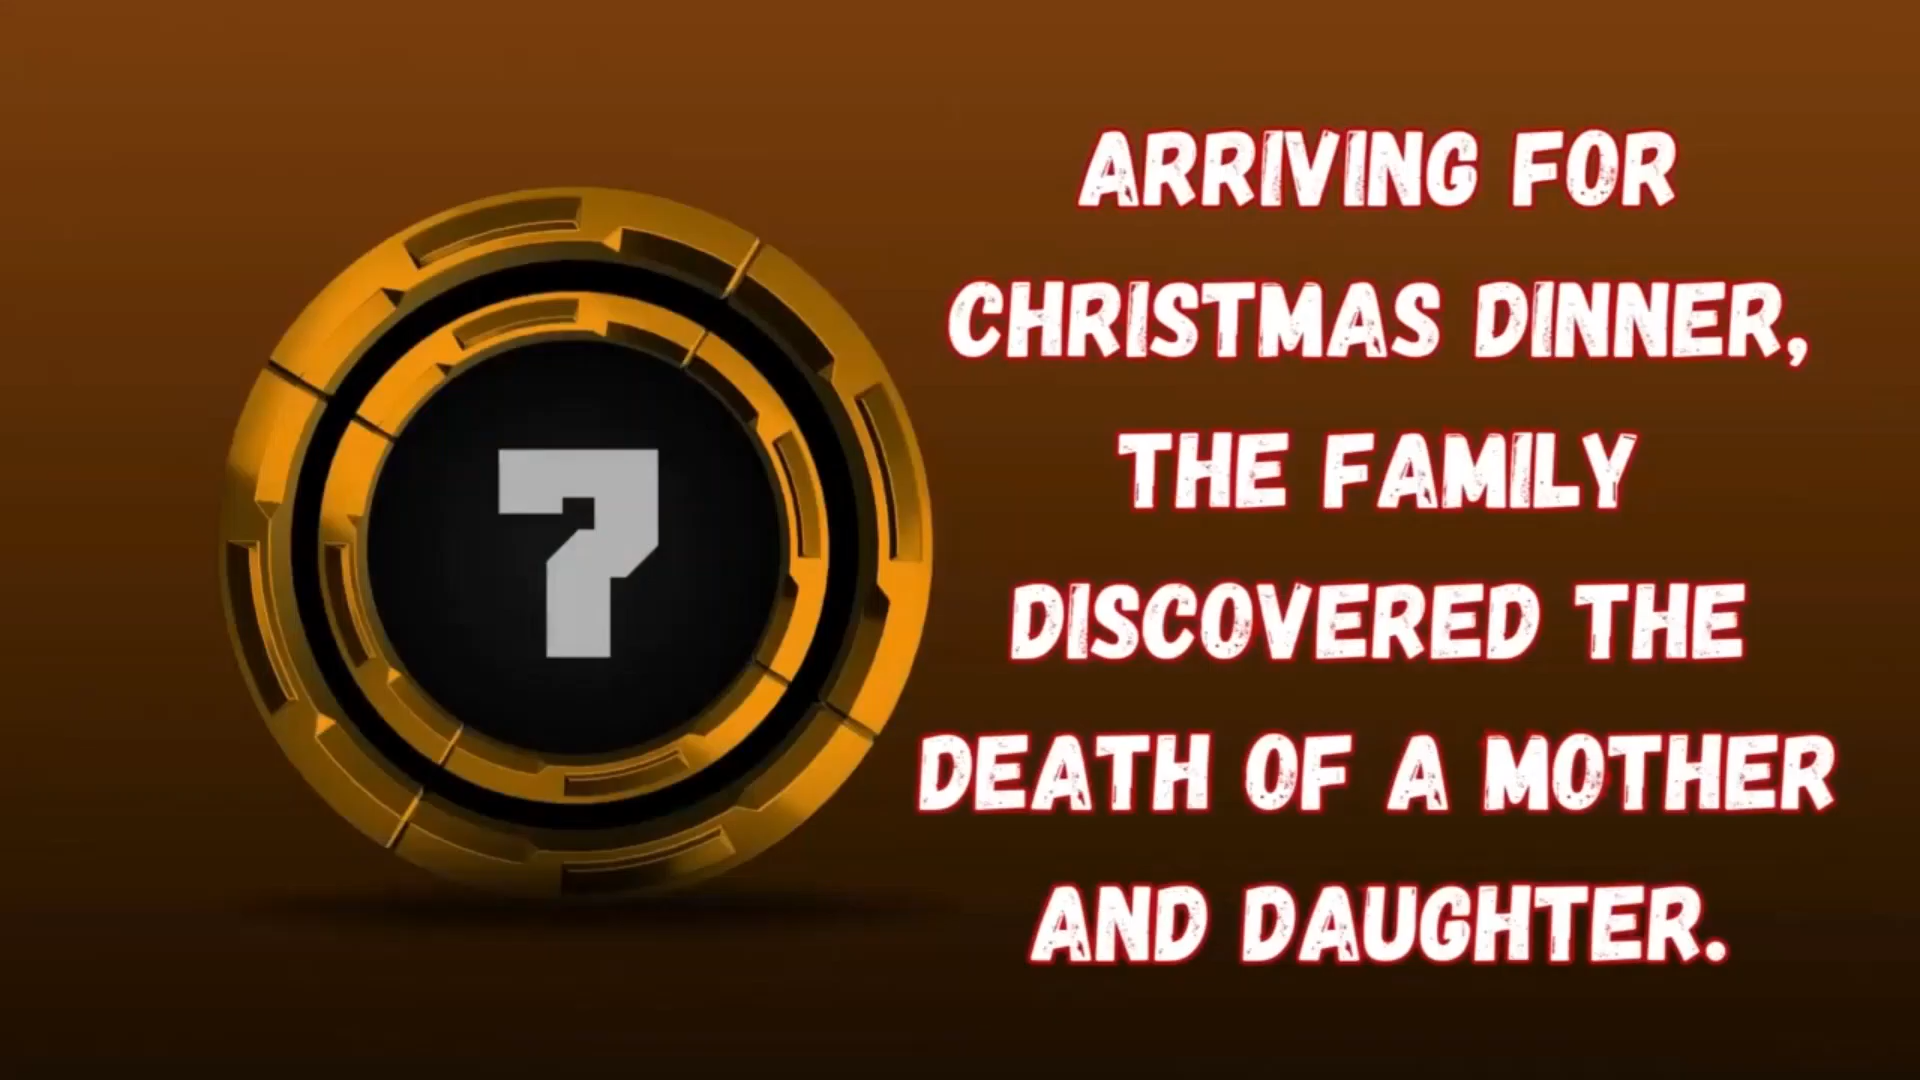 7
ARRIVING FOR
CHRISTMAS DINNER,
THE FAMILY
DISCOVERED THE
DEATH OF A MOTHER
AND DAUGHTER.